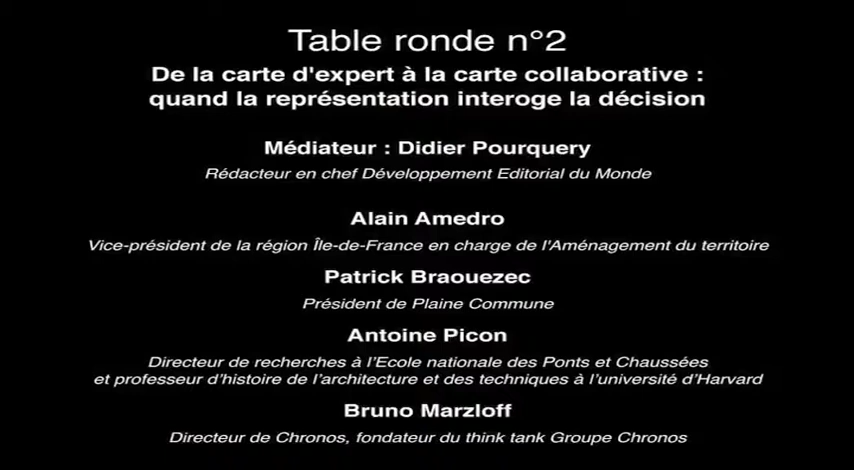 Table ronde n°2
De la carte d'expert à la carte collaborative :
quand la représentation interoge la décision
Médiateur : Didier Pourquery
Rédacteur en chef Développement Editorial du Monde
Alain Amedro
Vice-président de la région Île-de-France en charge de l'Aménagement du territoire
Patrick Braouezec
Président de Plaine Commune
Antoine Picon
Directeur de recherches à l'Ecole nationale des Ponts et Chaussées
et professeur d'histoire de l'architecture et des techniques à l'université d'Harvard
Bruno Marzloff
Directeur de Chronos, fondateur du think tank Groupe Chronos